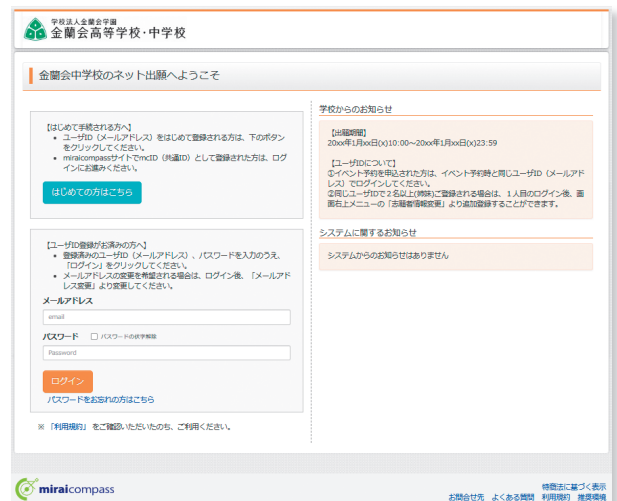 学校法人金蘭会学園
金蘭会高等学校・中学校
金蘭会中学校のネット出願へようこそ
【はじめて手続される方へ】
• ユーザID（メールアドレス）をはじめて登録される方は、下のボタン
をクリックしてください。
• miraicompassサイトでmcID（共通ID）として登録された方は、ログ
インにお進みください。
はじめての方はこちら
【ユーザID登録がお済みの方へ】
• 登録済みのユーザID（メールアドレス）、パスワードを入力のうえ、
「ログイン」をクリックしてください。
• メールアドレスの変更を希望される場合は、ログイン後、「メールアド
レス変更」より変更してください。
メールアドレス
email
パスワード □ パスワードの伏字解除
Password
ログイン
パスワードをお忘れの方はこちら
※ 「利用規約」 をご確認いただいたのち、ご利用ください。
学校からのお知らせ
【出願期間】
20xx年1月xx日(x)10:00～20xx年1月xx日(x)23:59
【ユーザIDについて】
①イベント予約を申込された方は、イベント予約時と同じユーザID（メールアド
レス）でログインしてください。
②同じユーザIDで２名以上(姉妹)ご登録される場合は、１人目のログイン後、画
面右上メニューの「志願者情報変更」より追加登録することができます。
システムに関するお知らせ
システムからのお知らせはありません
miraicompass
特商法に基づく表示
お問合せ先 よくある質問 利用規約 推奨環境